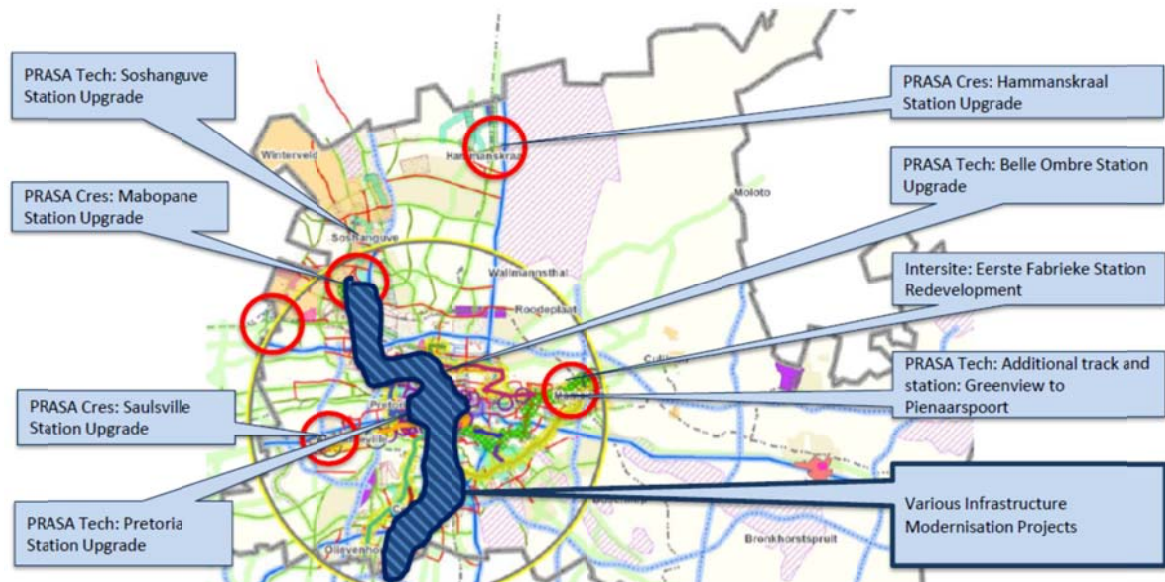 PRASA Tech: Soshanguve
Station Upgrade
PRASA Cres: Mabopane
Station Upgrade
PRASA Cres: Saulsville
Station Upgrade
PRASA Tech: Pretoria
Station Upgrade
PRASA Cres: Hammanskraal
Station Upgrade
PRASA Tech: Belle Ombre Station
Upgrade
Intersite: Eerste Fabrieke Station
Redevelopment
PRASA Tech: Additional track and
station: Greenview to
Pienaarspoort
Various Infrastructure
Modernisation Projects
Winterveld
Hammanskraal
Moloto
Soshanguve
Wallmannsthal
Roodeplaat
Bronkhorstspruit